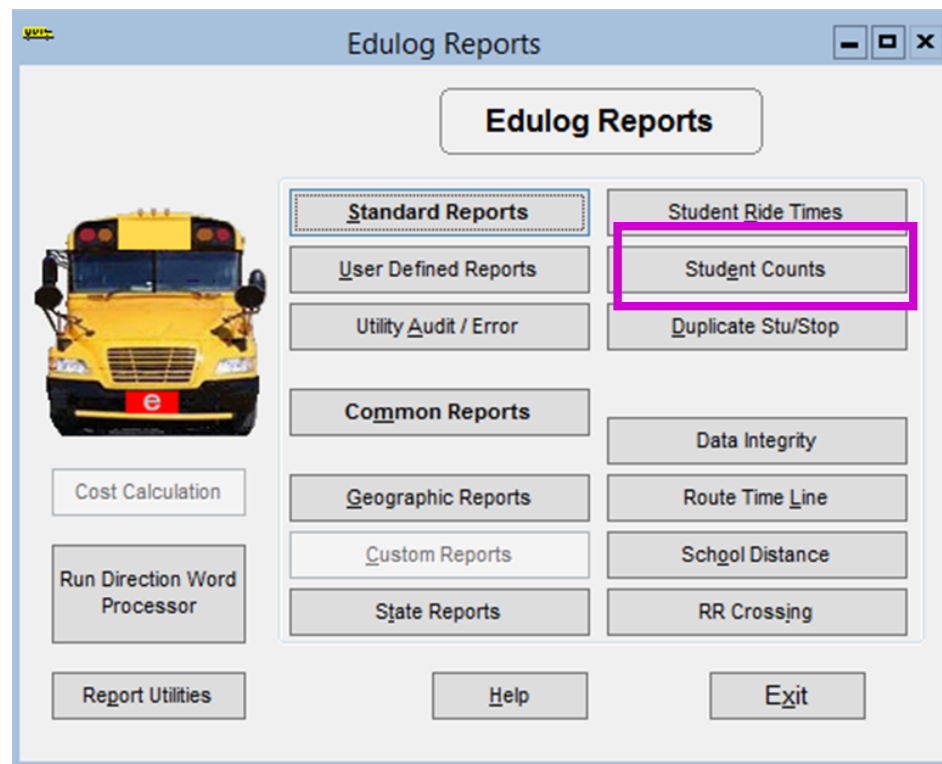 Edulog Reports
Edulog Reports
Standard Reports
Student Ride Times
User Defined Reports
Student Counts
Utility Audit / Error
Duplicate Stu/Stop
Common Reports
Data Integrity
e
Cost Calculation
Geographic Reports
Route Time Line
Custom Reports
School Distance
Run Direction Word
Processor
State Reports
RR Crossing
Report Utilities
Help
Exit